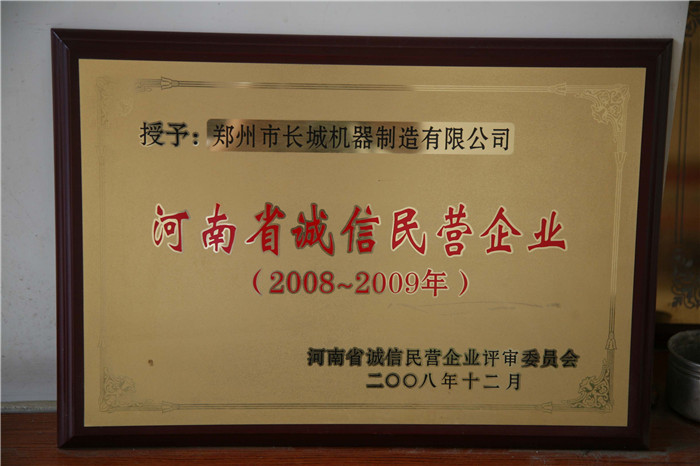 授予：郑州市长城机器制造有限公司
河南省诚信民营企业
（2008~2009年）
河南省诚信民营企业评审委员会
二〇〇八年十二月